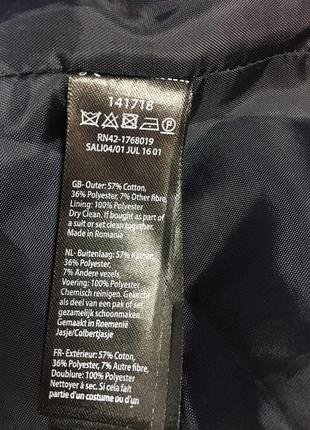 141718
RN42-1768019
SALI04/01 JUL 16 01
GB- Outer: 57% Cotton,
36% Polyester, 7% Other fibre,
Lining: 100% Polyester
Dry Clean. If bought as part of
a suit or set clean together.
Made in Romania
NL- Buitenlaag: 57% Katoen,
36% Polyester,
7% Andere vezels,
Voering: 100% Polyester
Chemisch reinigen. Gekocht als
deel van een pak of set
gezamelijk schoonmaken
Gemaakt in Roemenië
Jasje/Colbertjasje
FR- Extérieur: 57% Coton,
36% Polyester, 7% Autre fibre,
Doublure: 100% Polyester
Nettoyer à sec. Si cela fait
partie d'un costume ou d'un